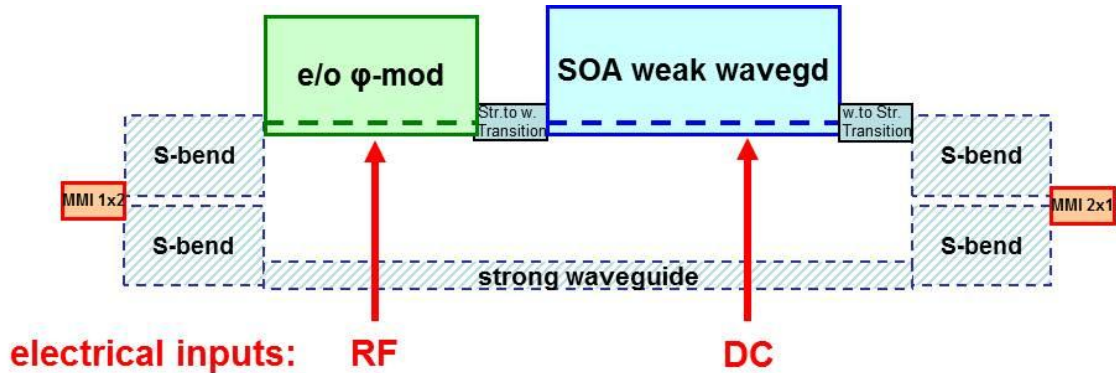 e/o φ-mod
SOA weak wavegd
Str.to w.
Transition
w.to Str.
Transition
S-bend
S-bend
MMI 1x2
MMI 2x1
S-bend
S-bend
strong waveguide
electrical inputs: RF DC